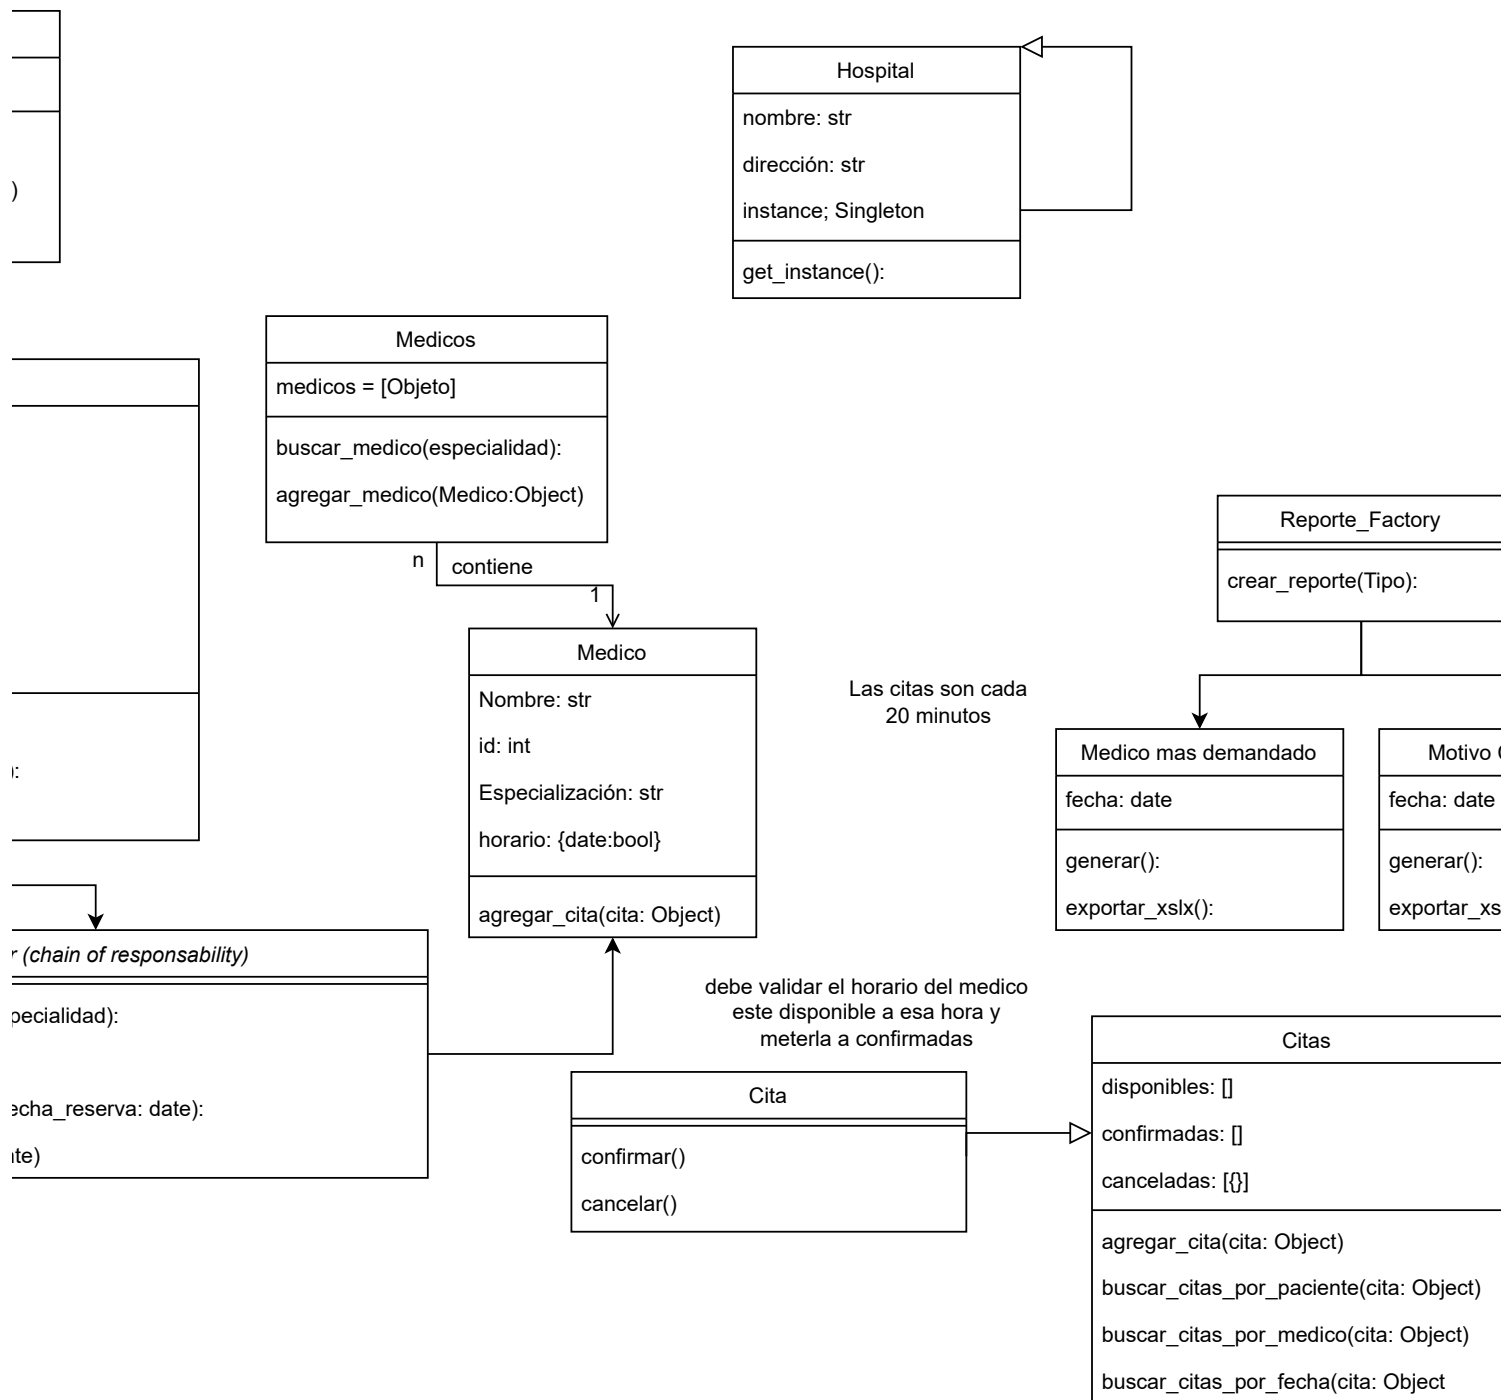 )
Hospital
nombre: str
dirección: str
instance; Singleton
get_instance():
Medicos
medicos = [Objeto]
buscar_medico(especialidad):
agregar_medico(Medico:Object)
n
contiene
1
Medico
Nombre: str
id: int
Especialización: str
horario: {date:bool}
agregar_cita(cita: Object)
Las citas son cada
20 minutos
Reporte_Factory
crear_reporte(Tipo):
Medico mas demandado
fecha: date
generar():
exportar_xslx():
Motivo
fecha: date
generar():
):
(chain of responsability)
debe validar el horario del medico
este disponible a esa hora y
meterla a confirmadas
date):
Cita
confirmar()
cancelar()
Citas
disponibles: []
confirmadas: []
canceladas: [{}]
agregar_cita(cita: Object)
buscar_citas_por_paciente(cita: Object)
buscar_citas_por_medico(cita: Object)
buscar_citas_por_fecha(cita: Object